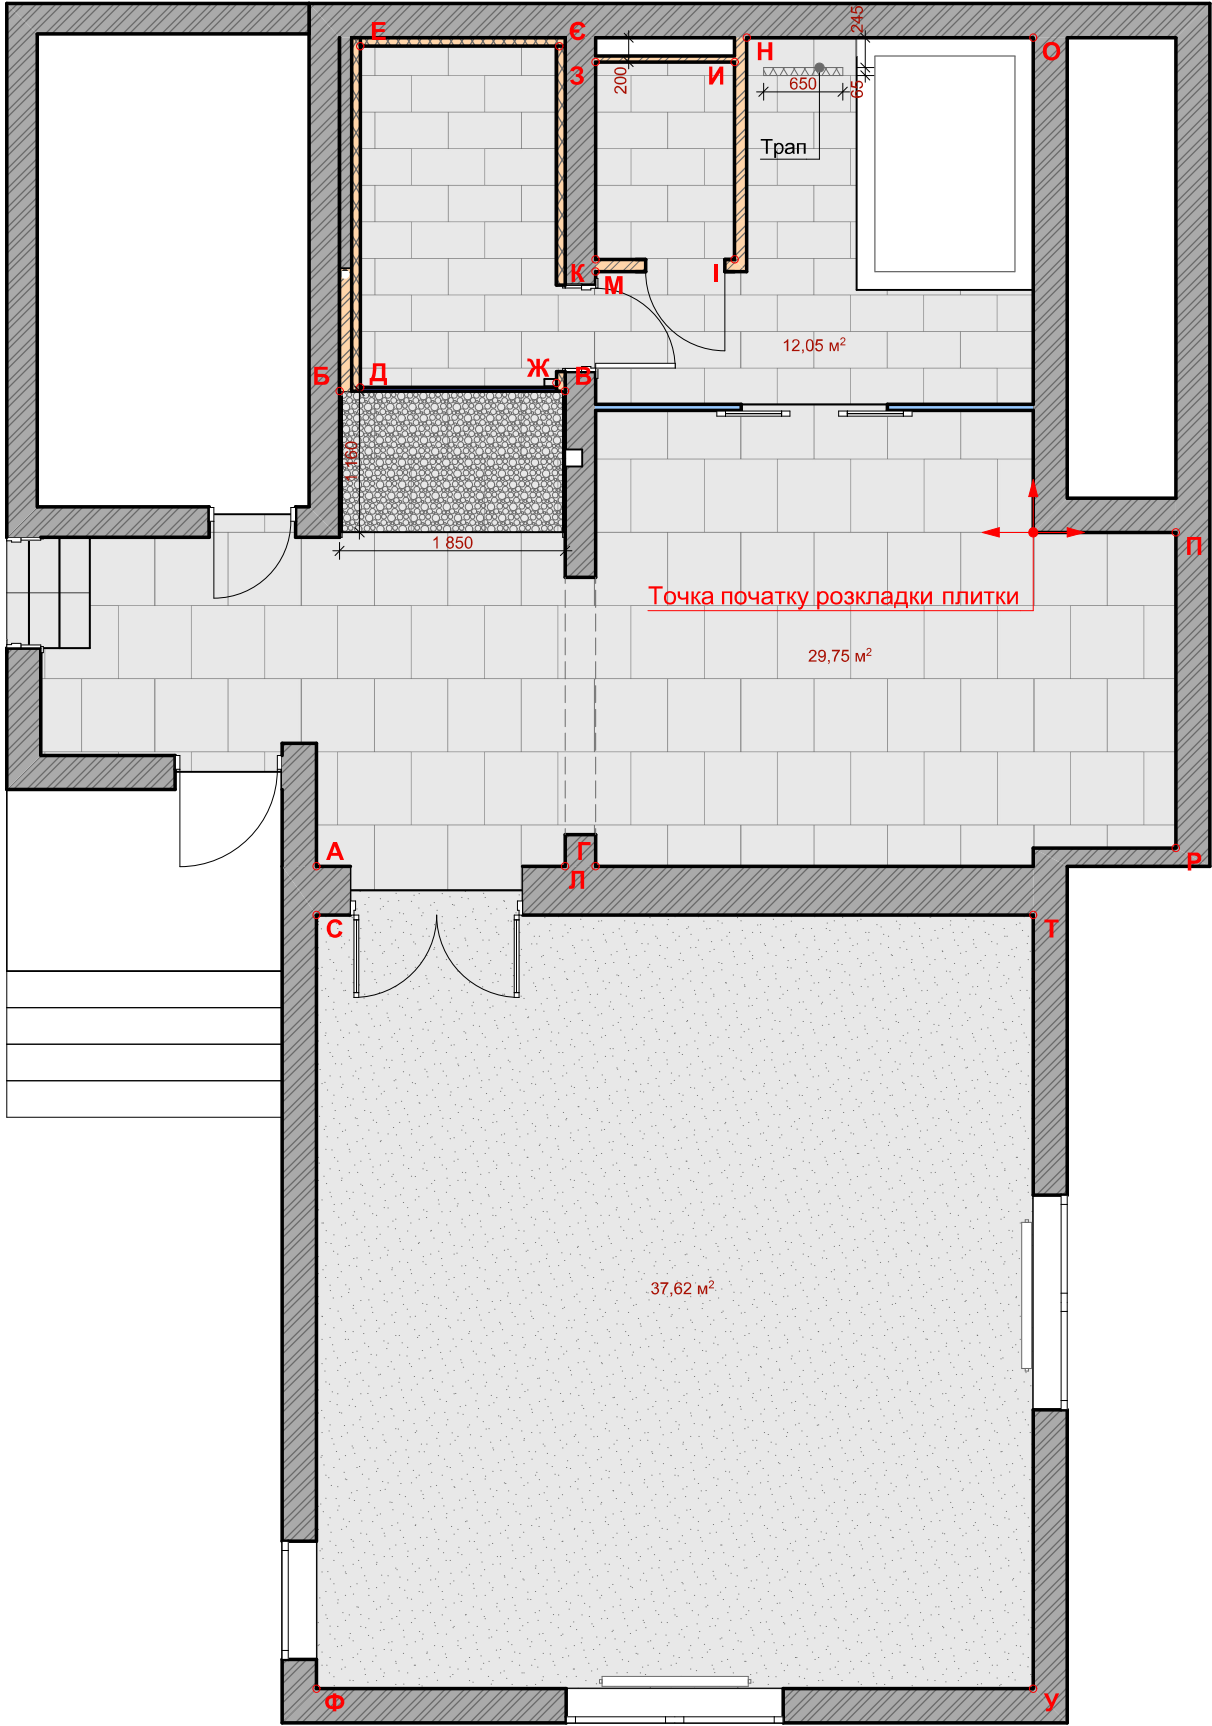 Е
Є
Н
О
245
З
И
200
650
65
Трап
К
М
І
12,05 м²
Б
Д
Ж
В
1 160
1 850
П
Точка початку розкладки плитки
29,75 м²
А
Г
Р
Л
С
Т
37,62 м²
Ф
У